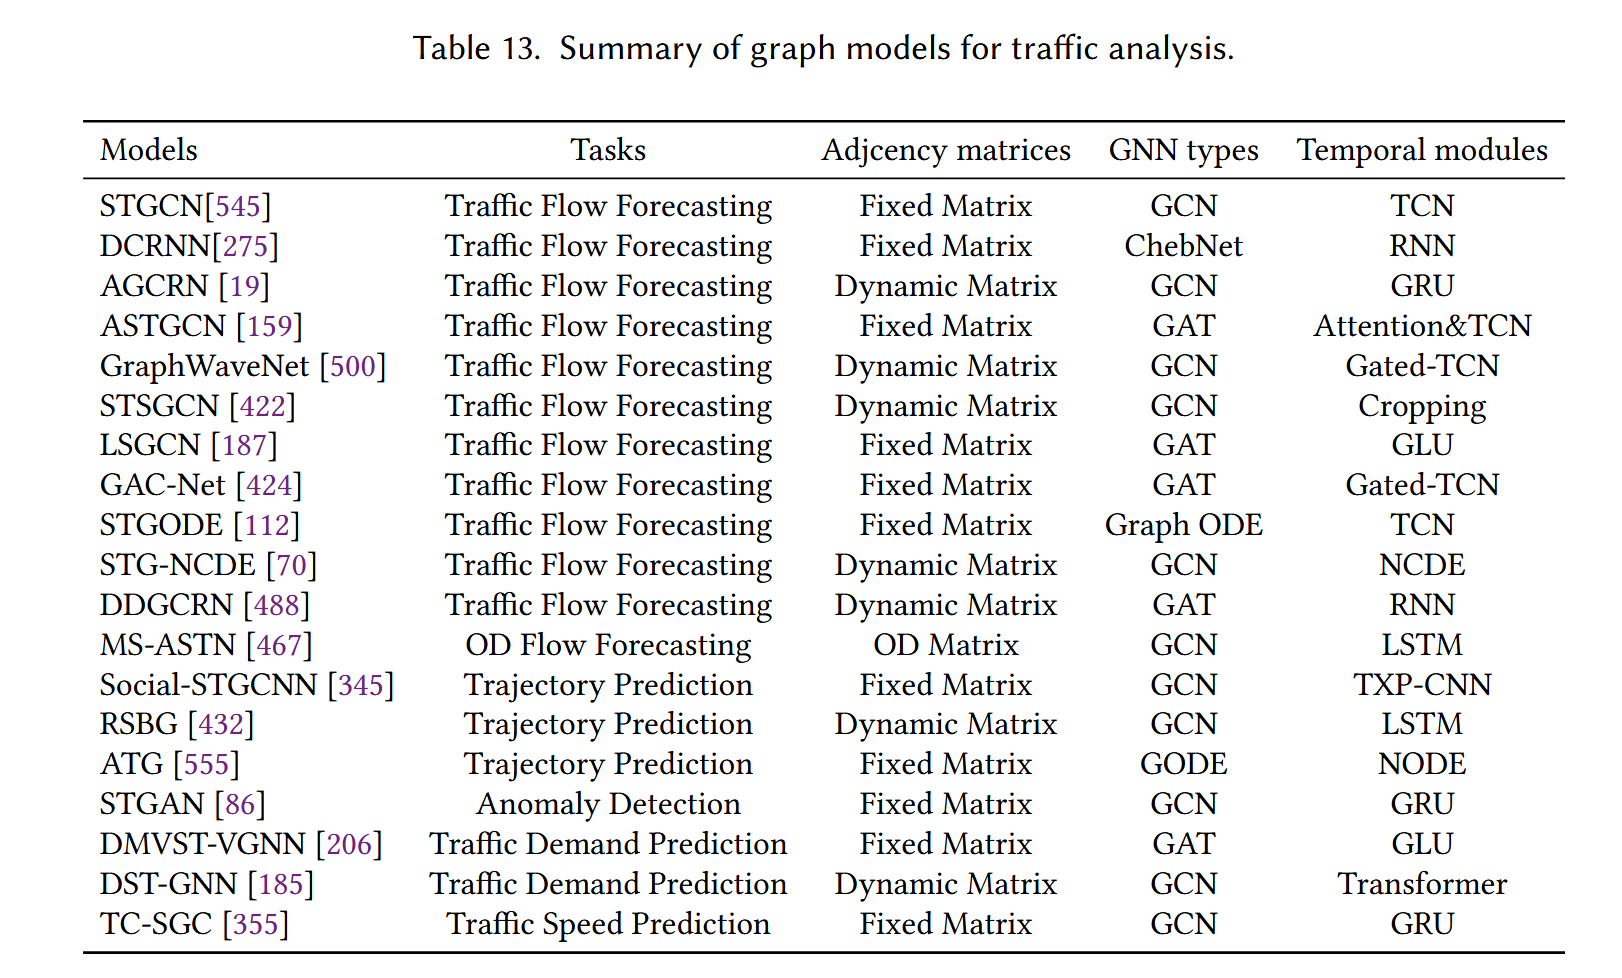 Table 13. Summary of graph models for traffic analysis.
Models Tasks Adjcency matrices GNN types Temporal modules
STGCN[545] Traffic Flow Forecasting Fixed Matrix GCN TCN
DCRNN[275] Traffic Flow Forecasting Fixed Matrix ChebNet RNN
AGCRN [19] Traffic Flow Forecasting Dynamic Matrix GCN GRU
ASTGCN [159] Traffic Flow Forecasting Fixed Matrix GAT Attention&TCN
GraphWaveNet [500] Traffic Flow Forecasting Dynamic Matrix GCN Gated-TCN
STSGCN [422] Traffic Flow Forecasting Dynamic Matrix GCN Cropping
LSGCN [187] Traffic Flow Forecasting Fixed Matrix GAT GLU
GAC-Net [424] Traffic Flow Forecasting Fixed Matrix GAT Gated-TCN
STGODE [112] Traffic Flow Forecasting Fixed Matrix Graph ODE TCN
STG-NCDE [70] Traffic Flow Forecasting Dynamic Matrix GCN NCDE
DDGCRN [488] Traffic Flow Forecasting Dynamic Matrix GAT RNN
MS-ASTN [467] OD Flow Forecasting OD Matrix GCN LSTM
Social-STGCNN [345] Trajectory Prediction Fixed Matrix GCN TXP-CNN
RSBG [432] Trajectory Prediction Dynamic Matrix GCN LSTM
ATG [555] Trajectory Prediction Fixed Matrix GODE NODE
STGAN [86] Anomaly Detection Fixed Matrix GCN GRU
DMVST-VGNN [206] Traffic Demand Prediction Fixed Matrix GAT GLU
DST-GNN [185] Traffic Demand Prediction Dynamic Matrix GCN Transformer
TC-SGC [355] Traffic Speed Prediction Fixed Matrix GCN GRU